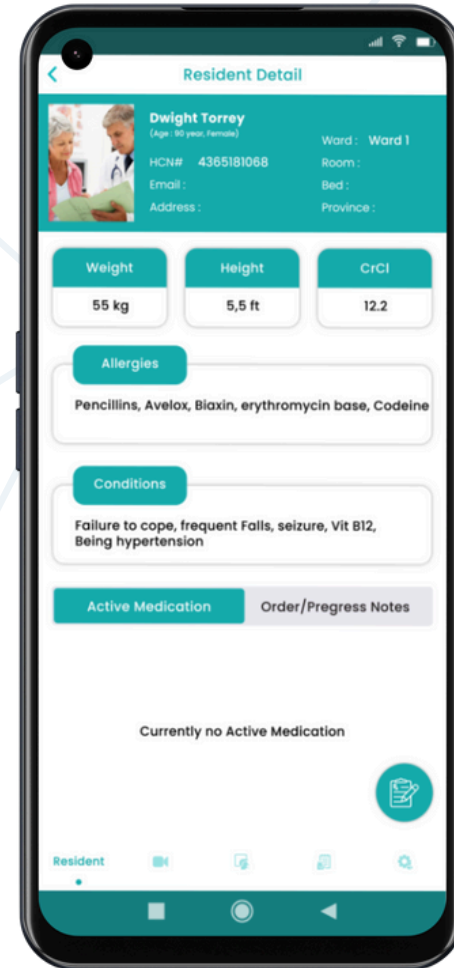 Resident Detail
Dwight Torrey
(Age : 90 year, Female)
HCN# 4365181068
Email :
Address :
Ward : Ward 1
Room :
Bed :
Province :
Weight
55 kg
Height
5,5 ft
CrCl
12.2
Allergies
Pencillins, Avelox, Biaxin, erythromycin base, Codeine
Conditions
Failure to cope, frequent Falls, seizure, Vit B12,
Being hypertension
Active Medication
Order/Pregress Notes
Currently no Active Medication
Resident